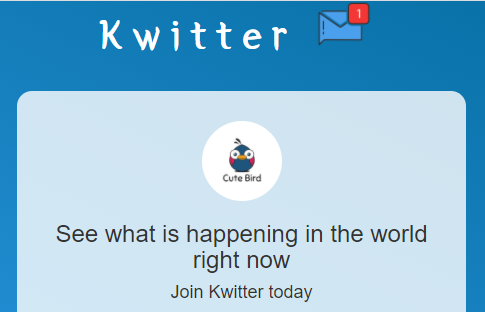 Kwitter
1
Cute Bird
See what is happening in the world
right now
Join Kwitter today